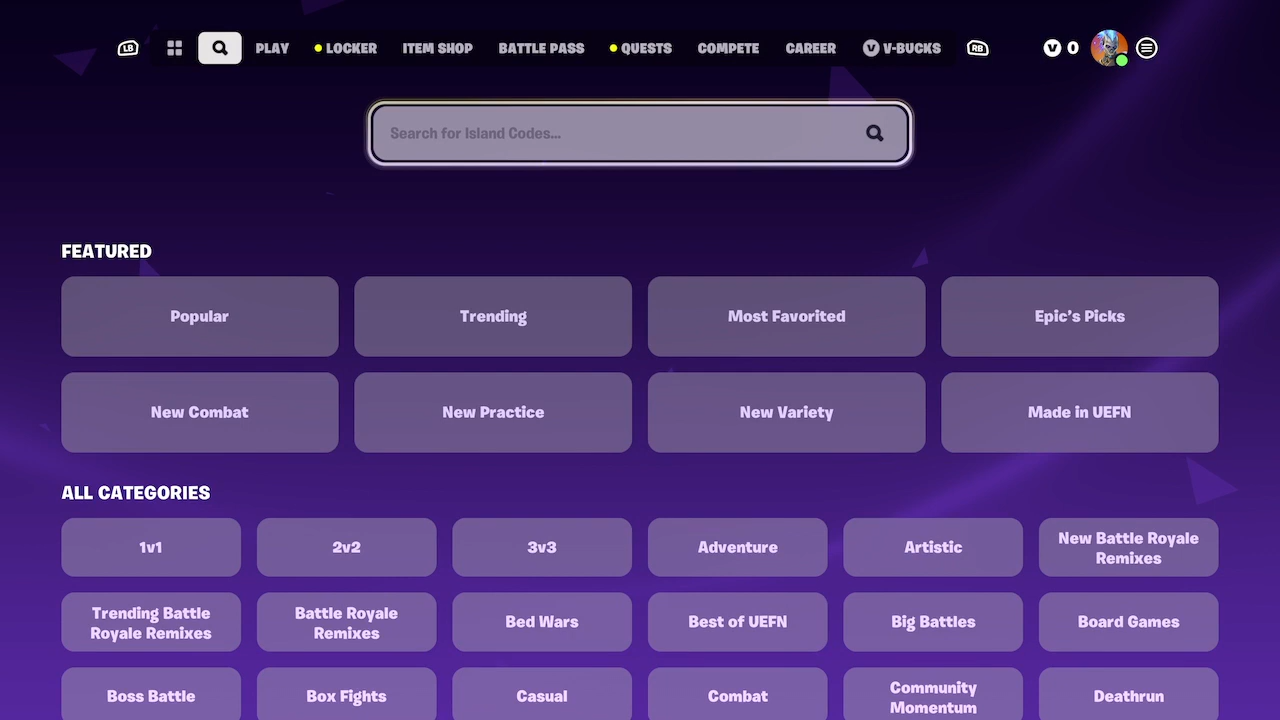 LB
PLAY
LOCKER
ITEM SHOP
BATTLE PASS
QUESTS
COMPETE
CAREER
V V-BUCKS
RB
V 0
Search for Island Codes...
FEATURED
Popular
Trending
Most Favorited
Epic's Picks
New Combat
New Practice
New Variety
Made in UEFN
ALL CATEGORIES
1v1
2v2
3v3
Adventure
Artistic
New Battle Royale
Remixes
Trending Battle
Royale Remixes
Battle Royale
Remixes
Bed Wars
Best of UEFN
Big Battles
Board Games
Boss Battle
Box Fights
Casual
Combat
Community
Momentum
Deathrun